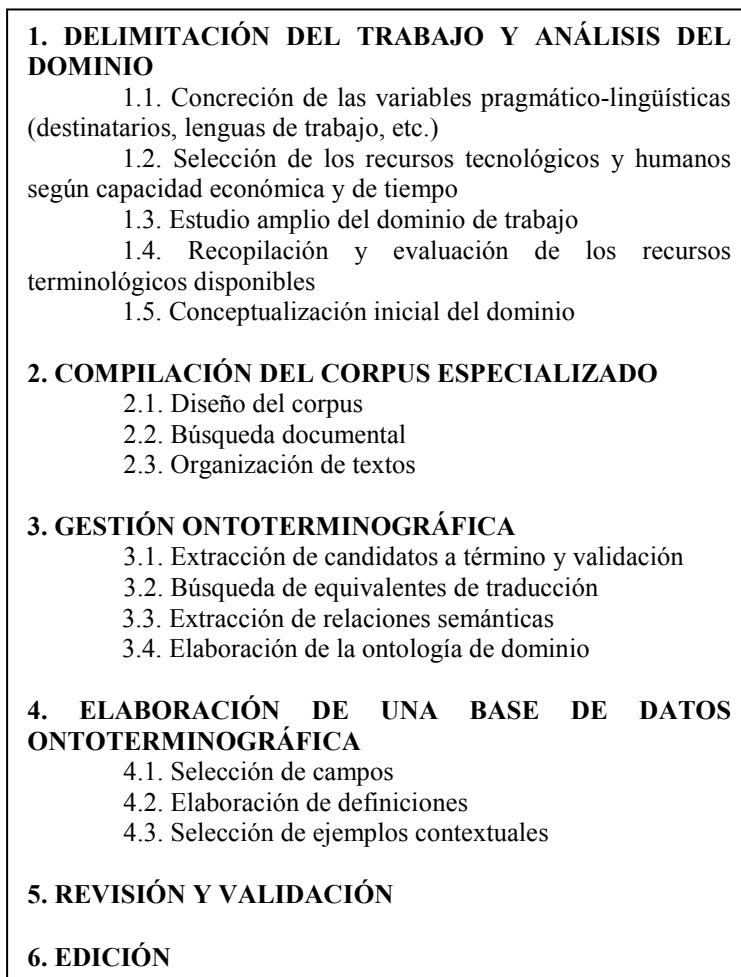 1. DELIMITACIÓN DEL TRABAJO Y ANÁLISIS DEL
DOMINIO
1.1. Concreción de las variables pragmático-lingüísticas
(destinatarios, lenguas de trabajo, etc.)
1.2. Selección de los recursos tecnológicos y humanos
según capacidad económica y de tiempo
1.3. Estudio amplio del dominio de trabajo
1.4. Recopilación y evaluación de los recursos
terminológicos disponibles
1.5. Conceptualización inicial del dominio
2. COMPILACIÓN DEL CORPUS ESPECIALIZADO
2.1. Diseño del corpus
2.2. Búsqueda documental
2.3. Organización de textos
3. GESTIÓN ONTOTERMINOGRÁFICA
3.1. Extracción de candidatos a término y validación
3.2. Búsqueda de equivalentes de traducción
3.3. Extracción de relaciones semánticas
3.4. Elaboración de la ontología de dominio
4. ELABORACIÓN DE UNA BASE DE DATOS
ONTOTERMINOGRÁFICA
4.1. Selección de campos
4.2. Elaboración de definiciones
4.3. Selección de ejemplos contextuales
5. REVISIÓN Y VALIDACIÓN
6. EDICIÓN